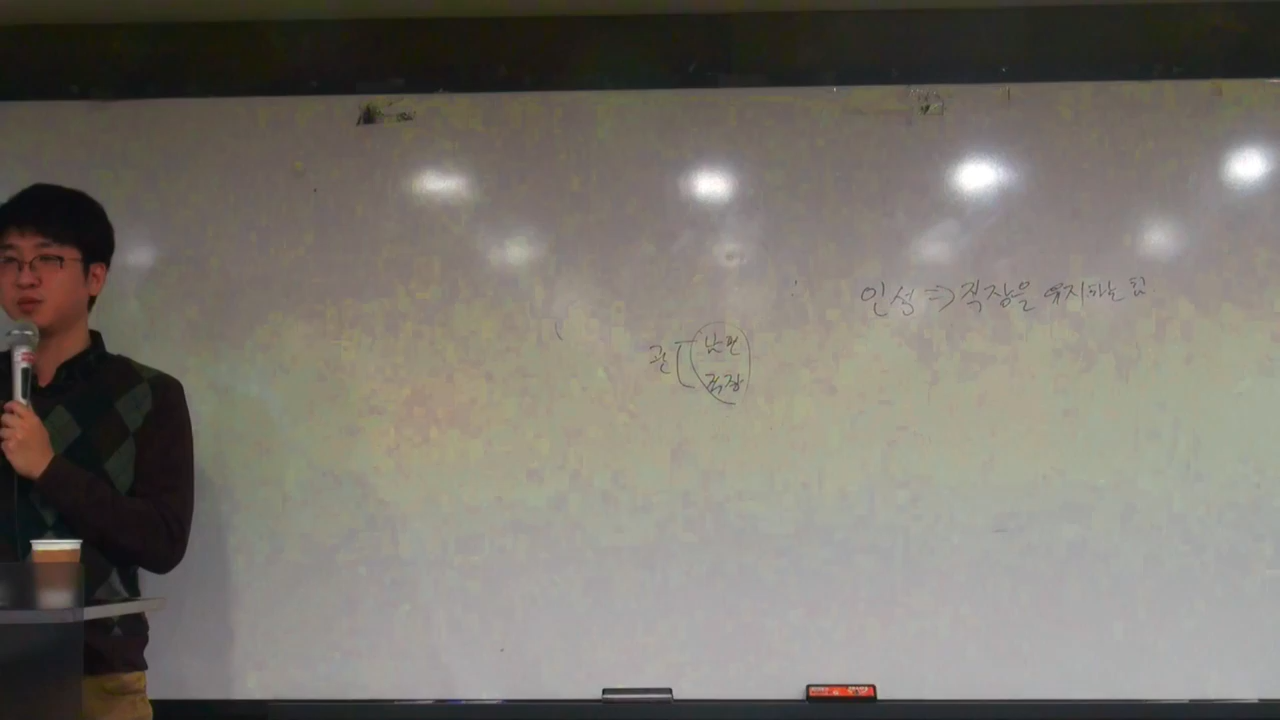 인성 ⇒ 직장을 유지하는 힘
관
남편
직장